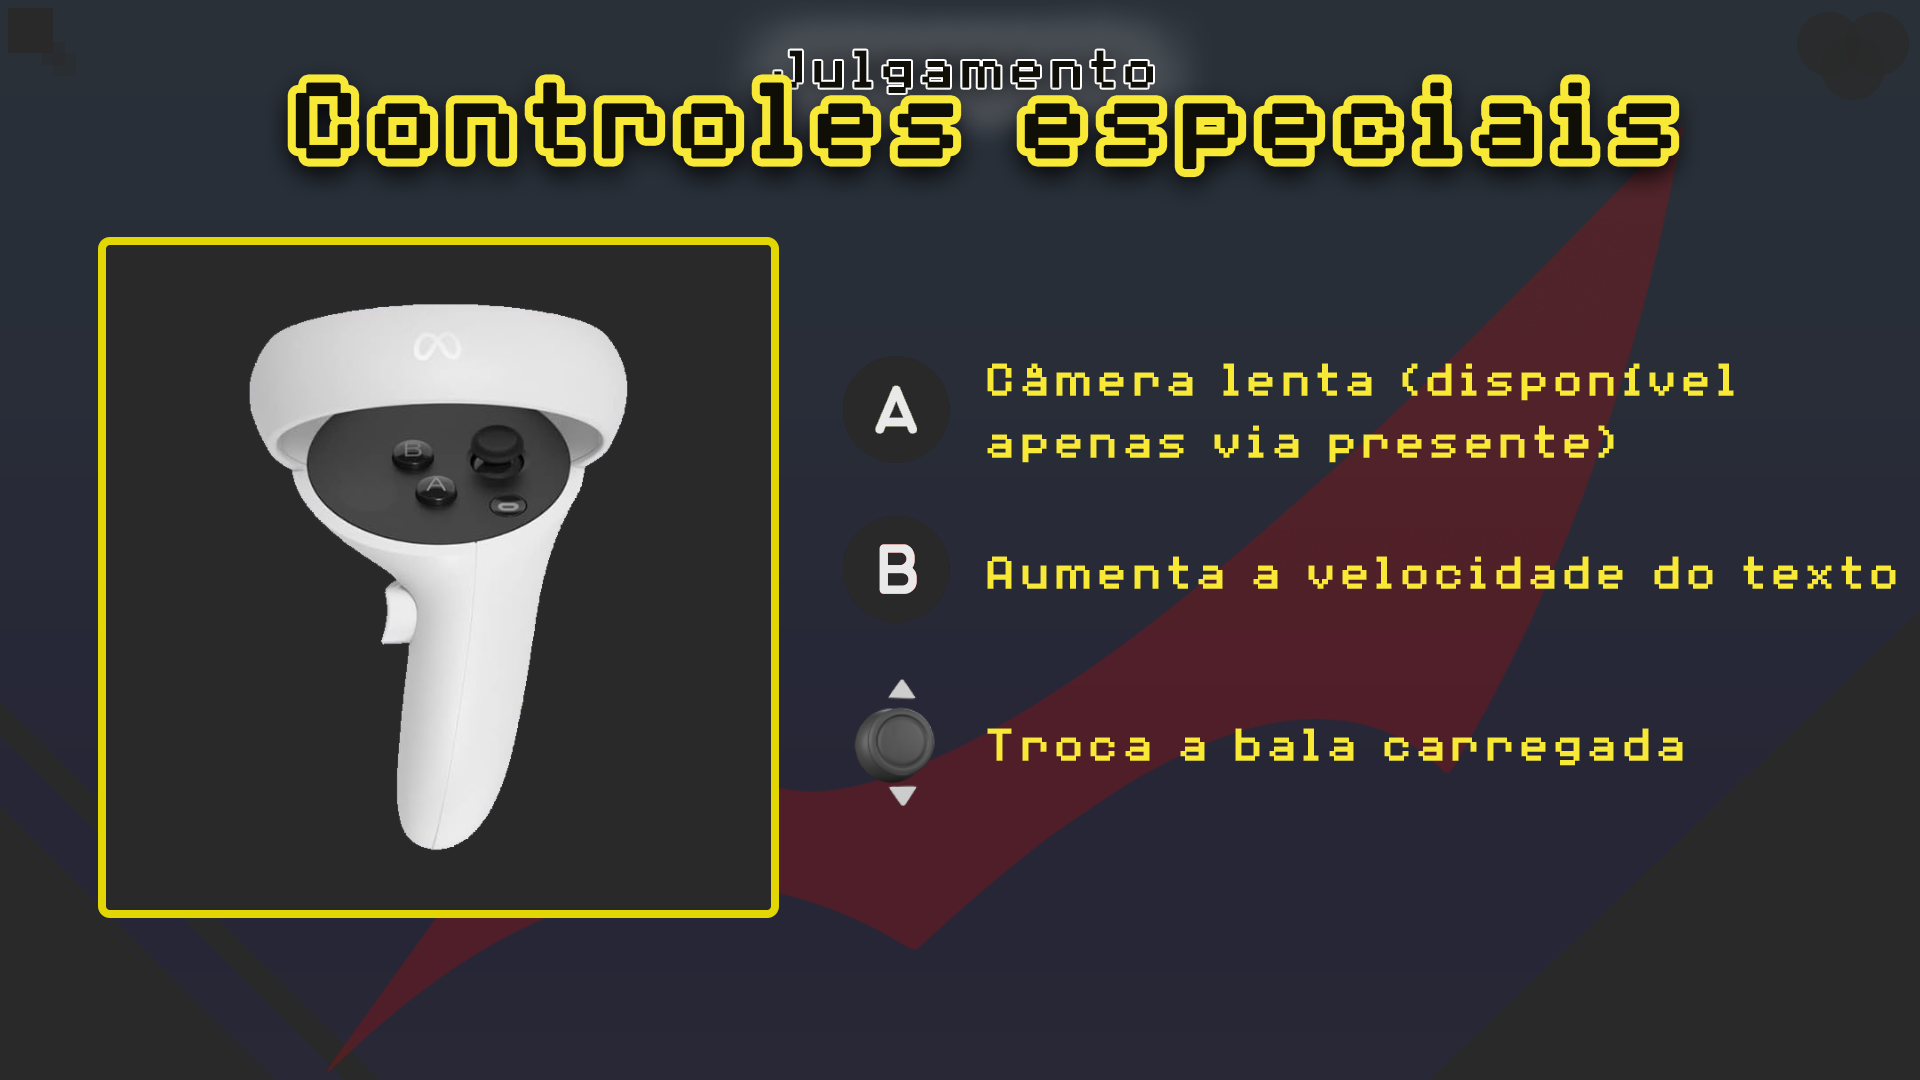 Julgamento
Controles especiais
B
A
A
Câmera lenta (disponível
apenas via presente)
B
Aumenta a velocidade do texto
Troca a bala carregada